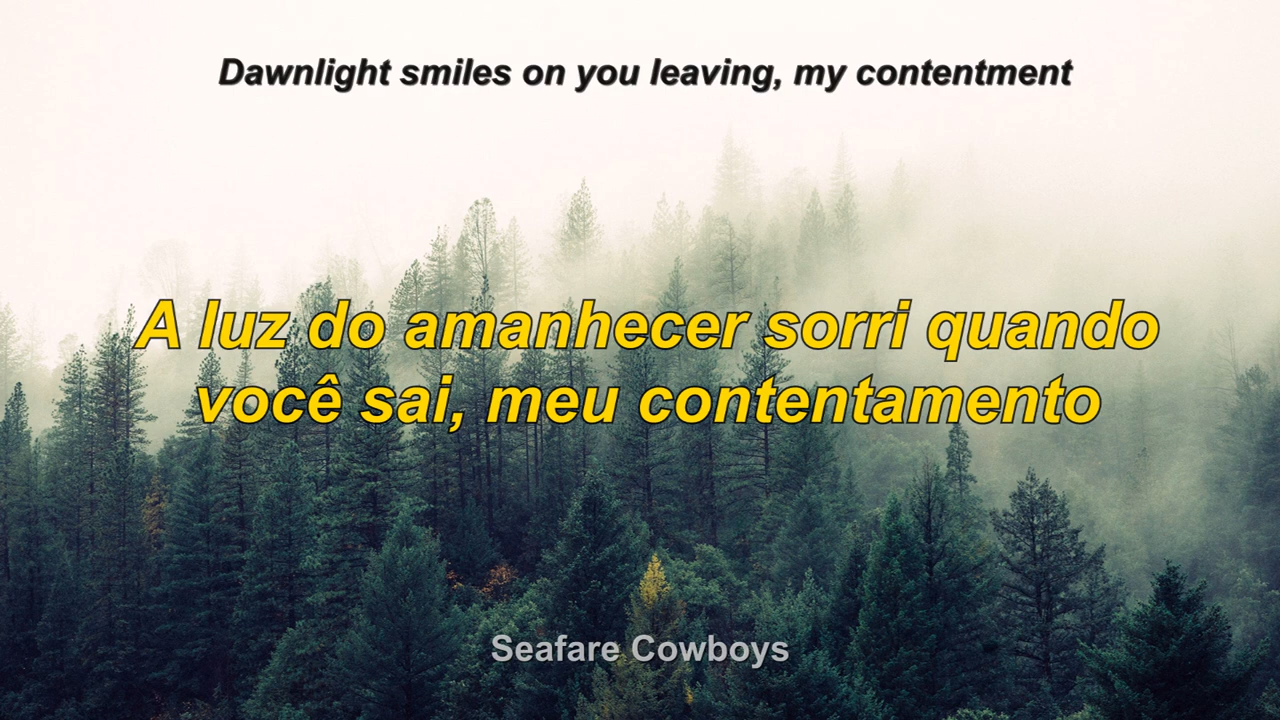 Dawnlight smiles on you leaving, my contentment
A luz do amanhecer sorri quando
você sai, meu contentamento
Seafare Cowboys